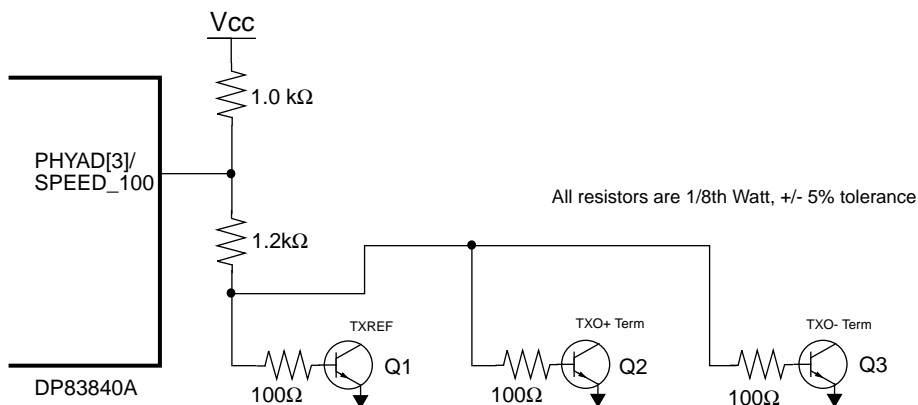 Vcc
1.0 kΩ
PHYAD[3]/
SPEED_100
All resistors are 1/8th Watt, +/- 5% tolerance
1.2kΩ
TXREF
TXO+ Term
TXO- Term
Q1
Q2
Q3
100Ω
100Ω
100Ω
DP83840A